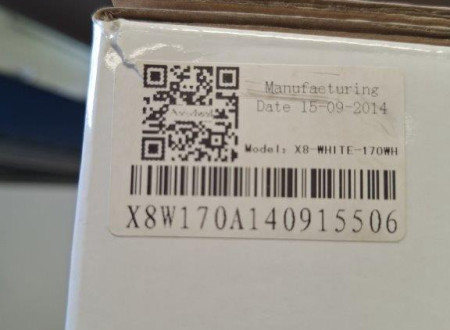 Manufacturing
Date 15-09-2014
Model: X8-WHITE-170WH
X8W170A140915506